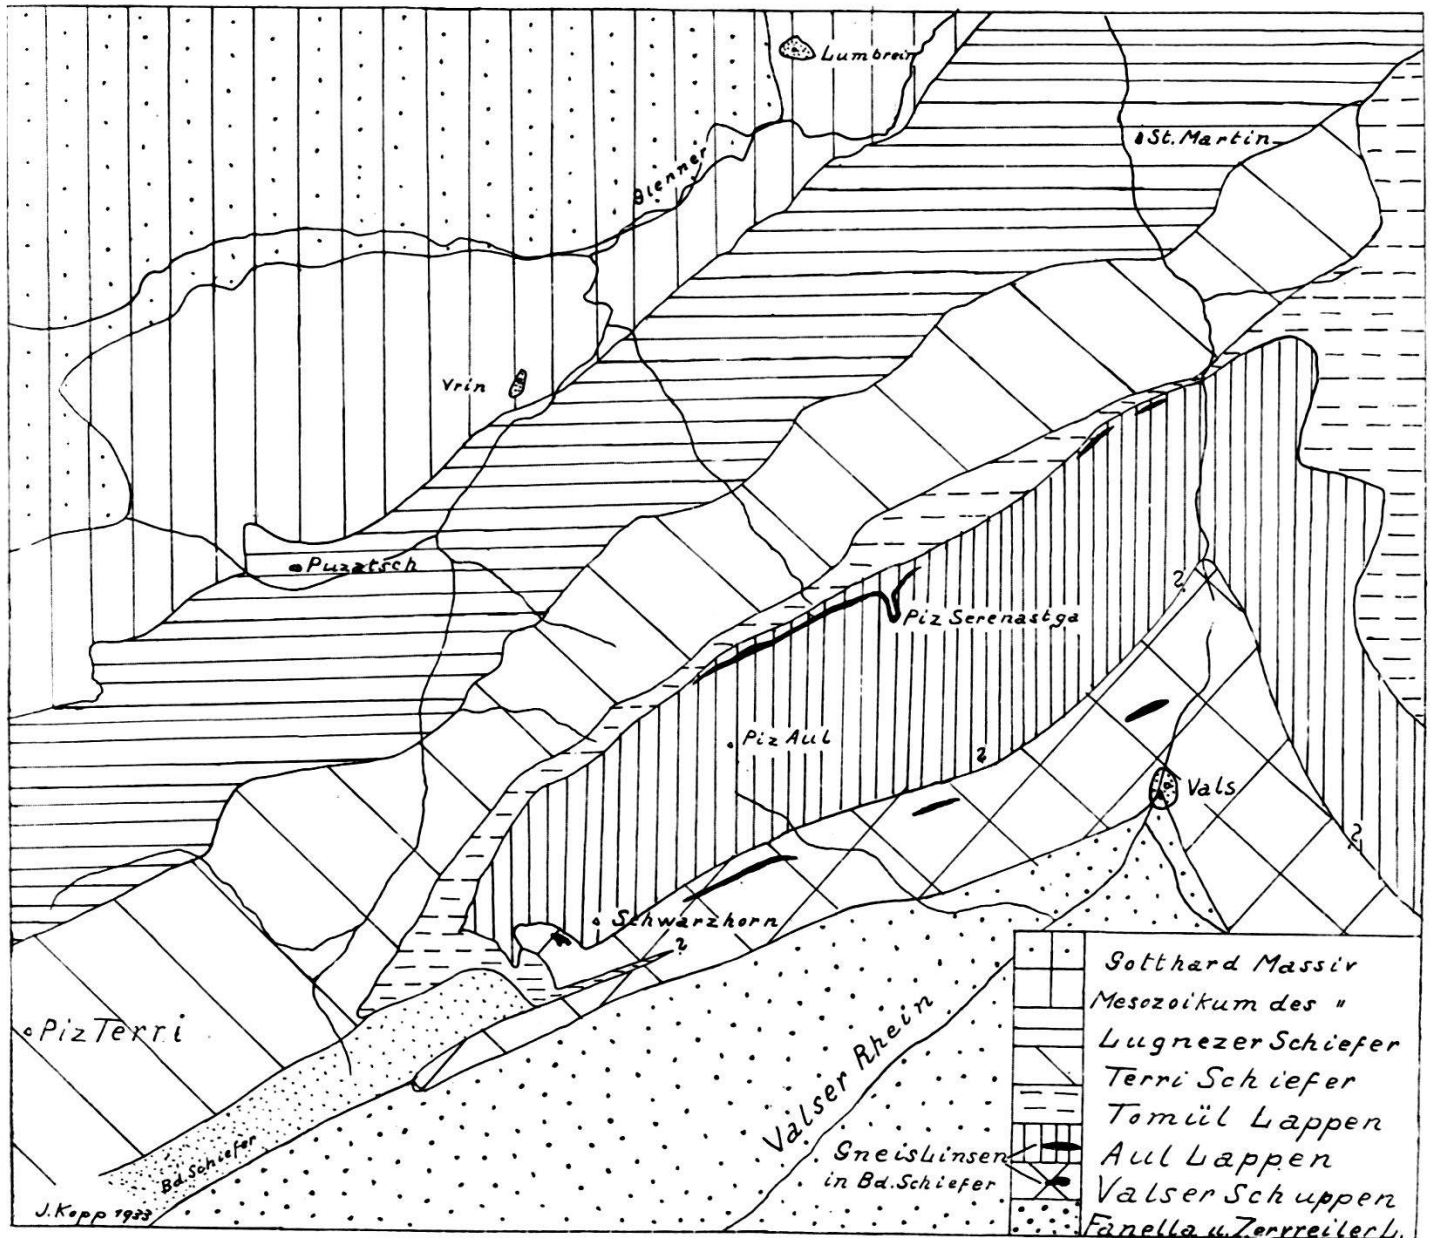 Lumbrein
St. Martin
Glenner
Vrin
Puzatsch
?
Piz Serenastga
Piz Aul
?
Vals
?
Schwarzhorn
?
Piz Terri
Valser Rhein
Bd. Schiefer
J. Kopp 1933
Gotthard Massiv
Mesozoikum des "
Lugnezer Schiefer
Terri Schiefer
Tomül Lappen
Gneislinsen
in Bd. Schiefer
Aul Lappen
Valser Schuppen
Fanella u. Zervreiler L.